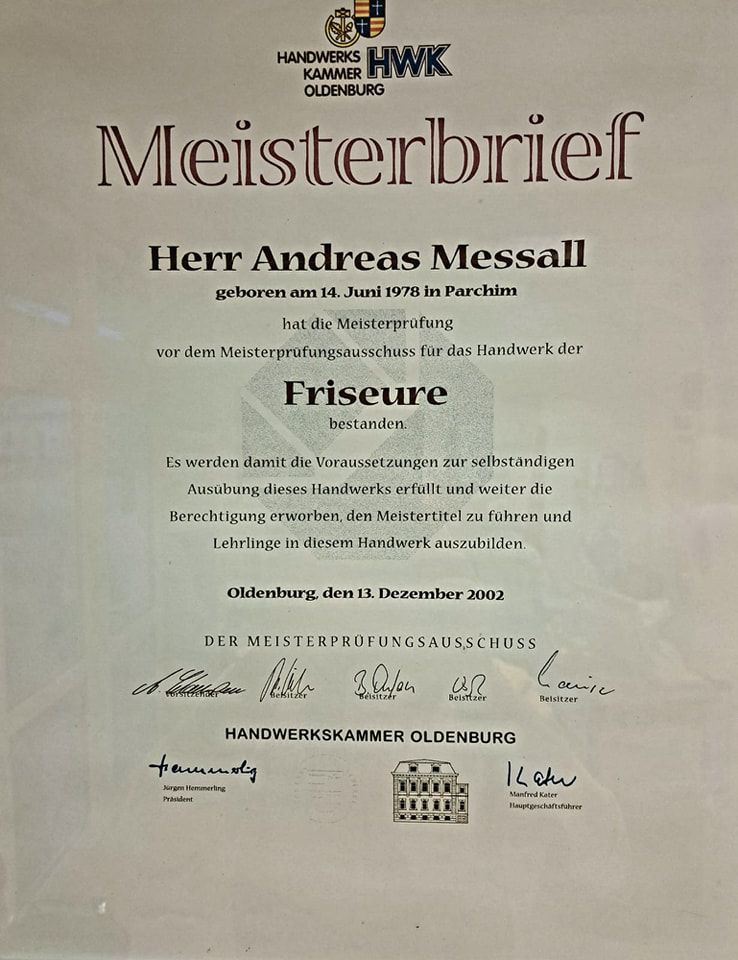 HANDWERKS
KAMMER
OLDENBURG
HWK
Meisterbrief
Herr Andreas Messall
geboren am 14. Juni 1978 in Parchim
hat die Meisterprüfung
vor dem Meisterprüfungsausschuss für das Handwerk der
Friseure
bestanden.
Es werden damit die Voraussetzungen zur selbständigen
Ausübung dieses Handwerks erfüllt und weiter die
Berechtigung erworben, den Meistertitel zu führen und
Lehrlinge in diesem Handwerk auszubilden.
Oldenburg, den 13. Dezember 2002
DER MEISTERPRÜFUNGSAUSSCHUSS
Vorsitzender Beisitzer Beisitzer Beisitzer Beisitzer
HANDWERKSKAMMER OLDENBURG
Jürgen Hemmerling
Präsident
Kater
Manfred Kater
Hauptgeschäftsführer